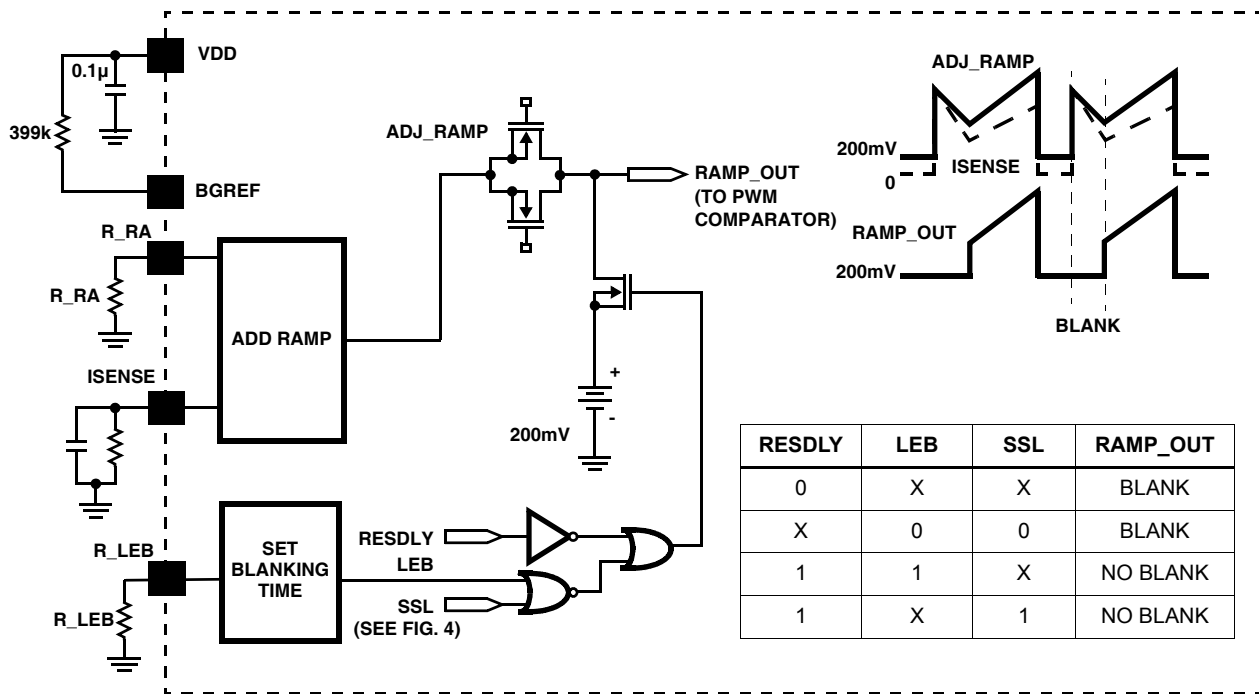 VDD
0.1µ
399k
BGREF
R_RA
R_RA
ADD RAMP
ISENSE
R_LEB
R_LEB
SET
BLANKING
TIME
ADJ_RAMP
RAMP_OUT
(TO PWM
COMPARATOR)
+
-
200mV
RESDLY
LEB
SSL
(SEE FIG. 4)
ADJ_RAMP
200mV
ISENSE
0
RAMP_OUT
200mV
BLANK
RESDLY LEB SSL RAMP_OUT
0 X X BLANK
X 0 0 BLANK
1 1 X NO BLANK
1 X 1 NO BLANK